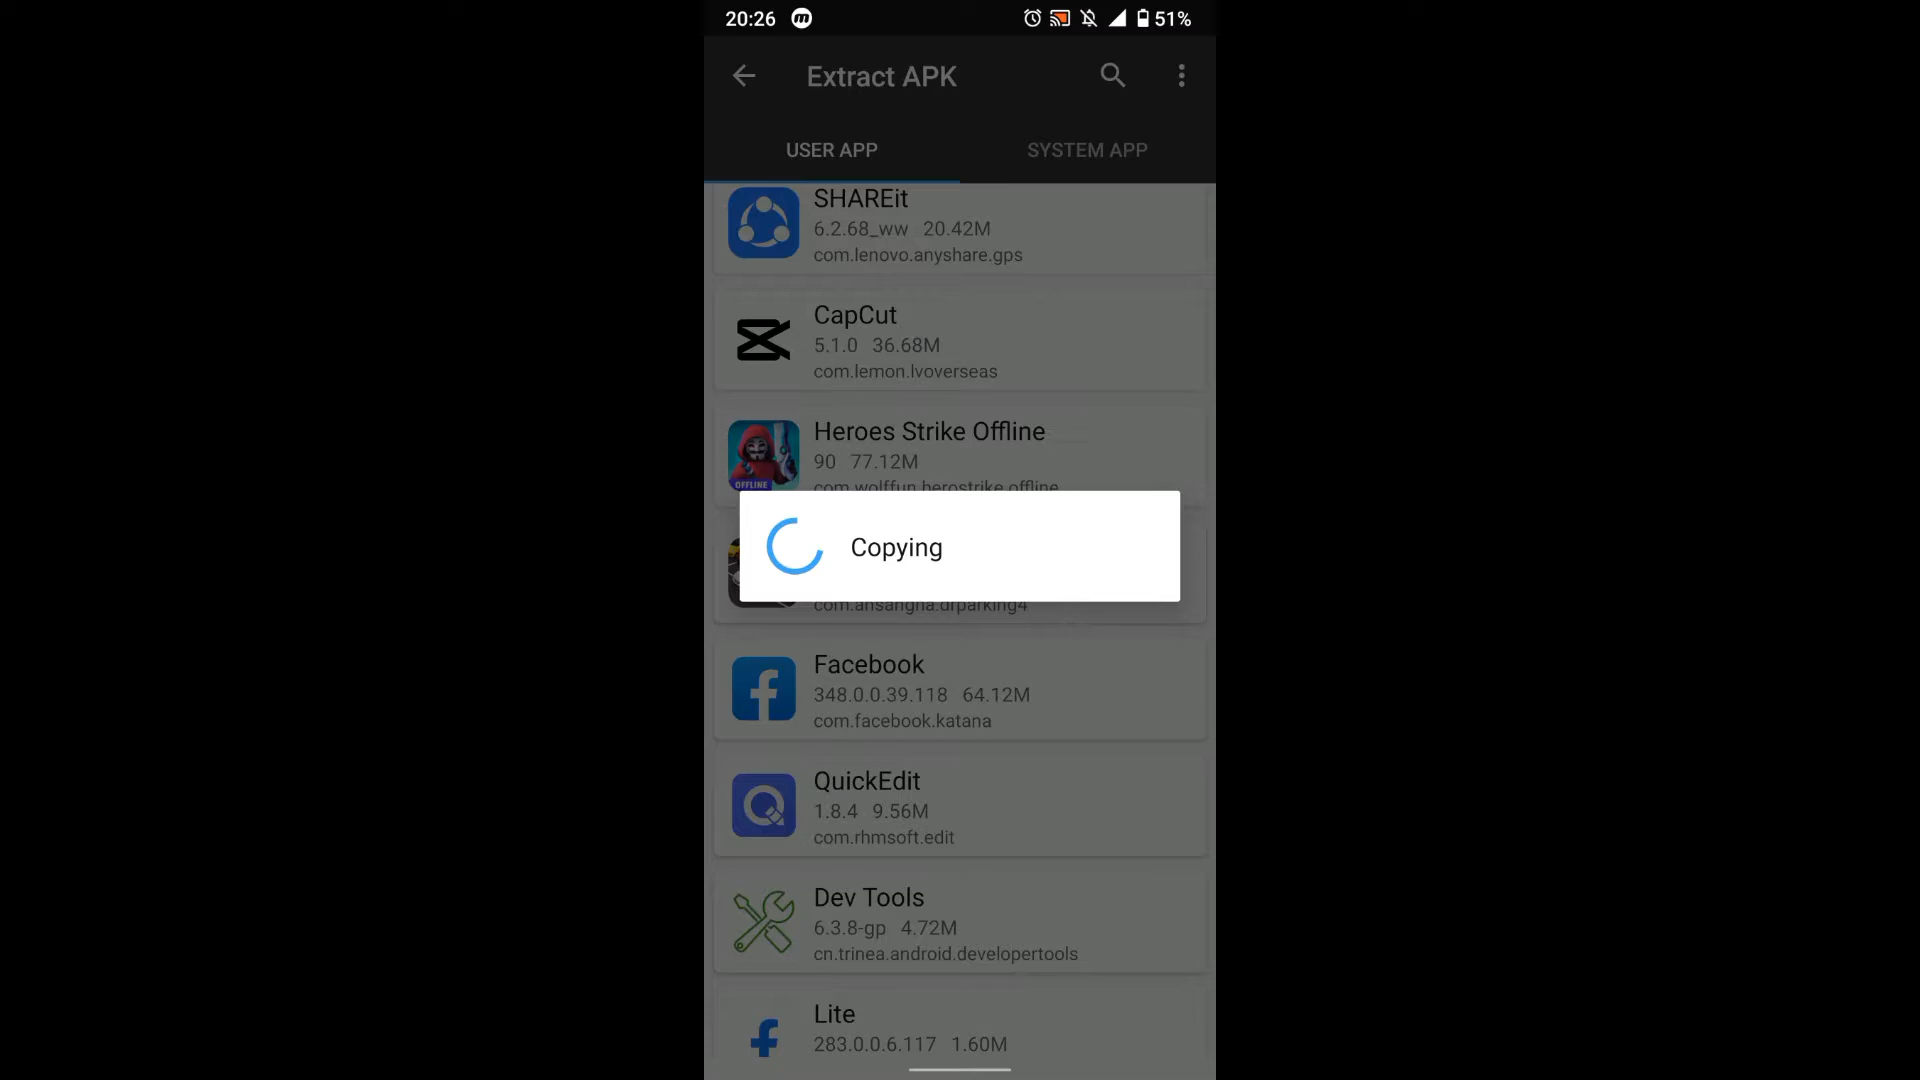 20:26 51%
Extract APK
USER APP SYSTEM APP
SHAREit
6.2.68_ww 20.42M
com.lenovo.anyshare.gps
CapCut
5.1.0 36.68M
com.lemon.lvoverseas
Heroes Strike Offline
90 77.12M
OFFLINE
com.wolffun.herostrike.offline
Copying
com.ansangha.drparking4
Facebook
348.0.0.39.118 64.12M
com.facebook.katana
QuickEdit
1.8.4 9.56M
com.rhmsoft.edit
Dev Tools
6.3.8-gp 4.72M
cn.trinea.android.developertools
Lite
283.0.0.6.117 1.60M